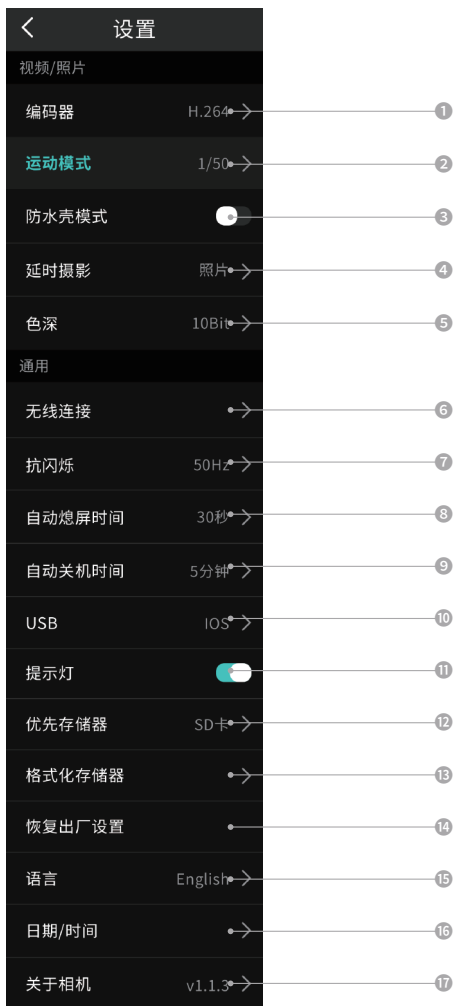 设置
视频/照片
编码器 H.264 1
运动模式 1/50 2
防水壳模式 3
延时摄影 照片 4
色深 10Bit 5
通用
无线连接 6
抗闪烁 50Hz 7
自动熄屏时间 30秒 8
自动关机时间 5分钟 9
USB IOS 10
提示灯 11
优先存储器 SD卡 12
格式化存储器 13
恢复出厂设置 14
语言 English 15
日期/时间 16
关于相机 v1.1.3 17